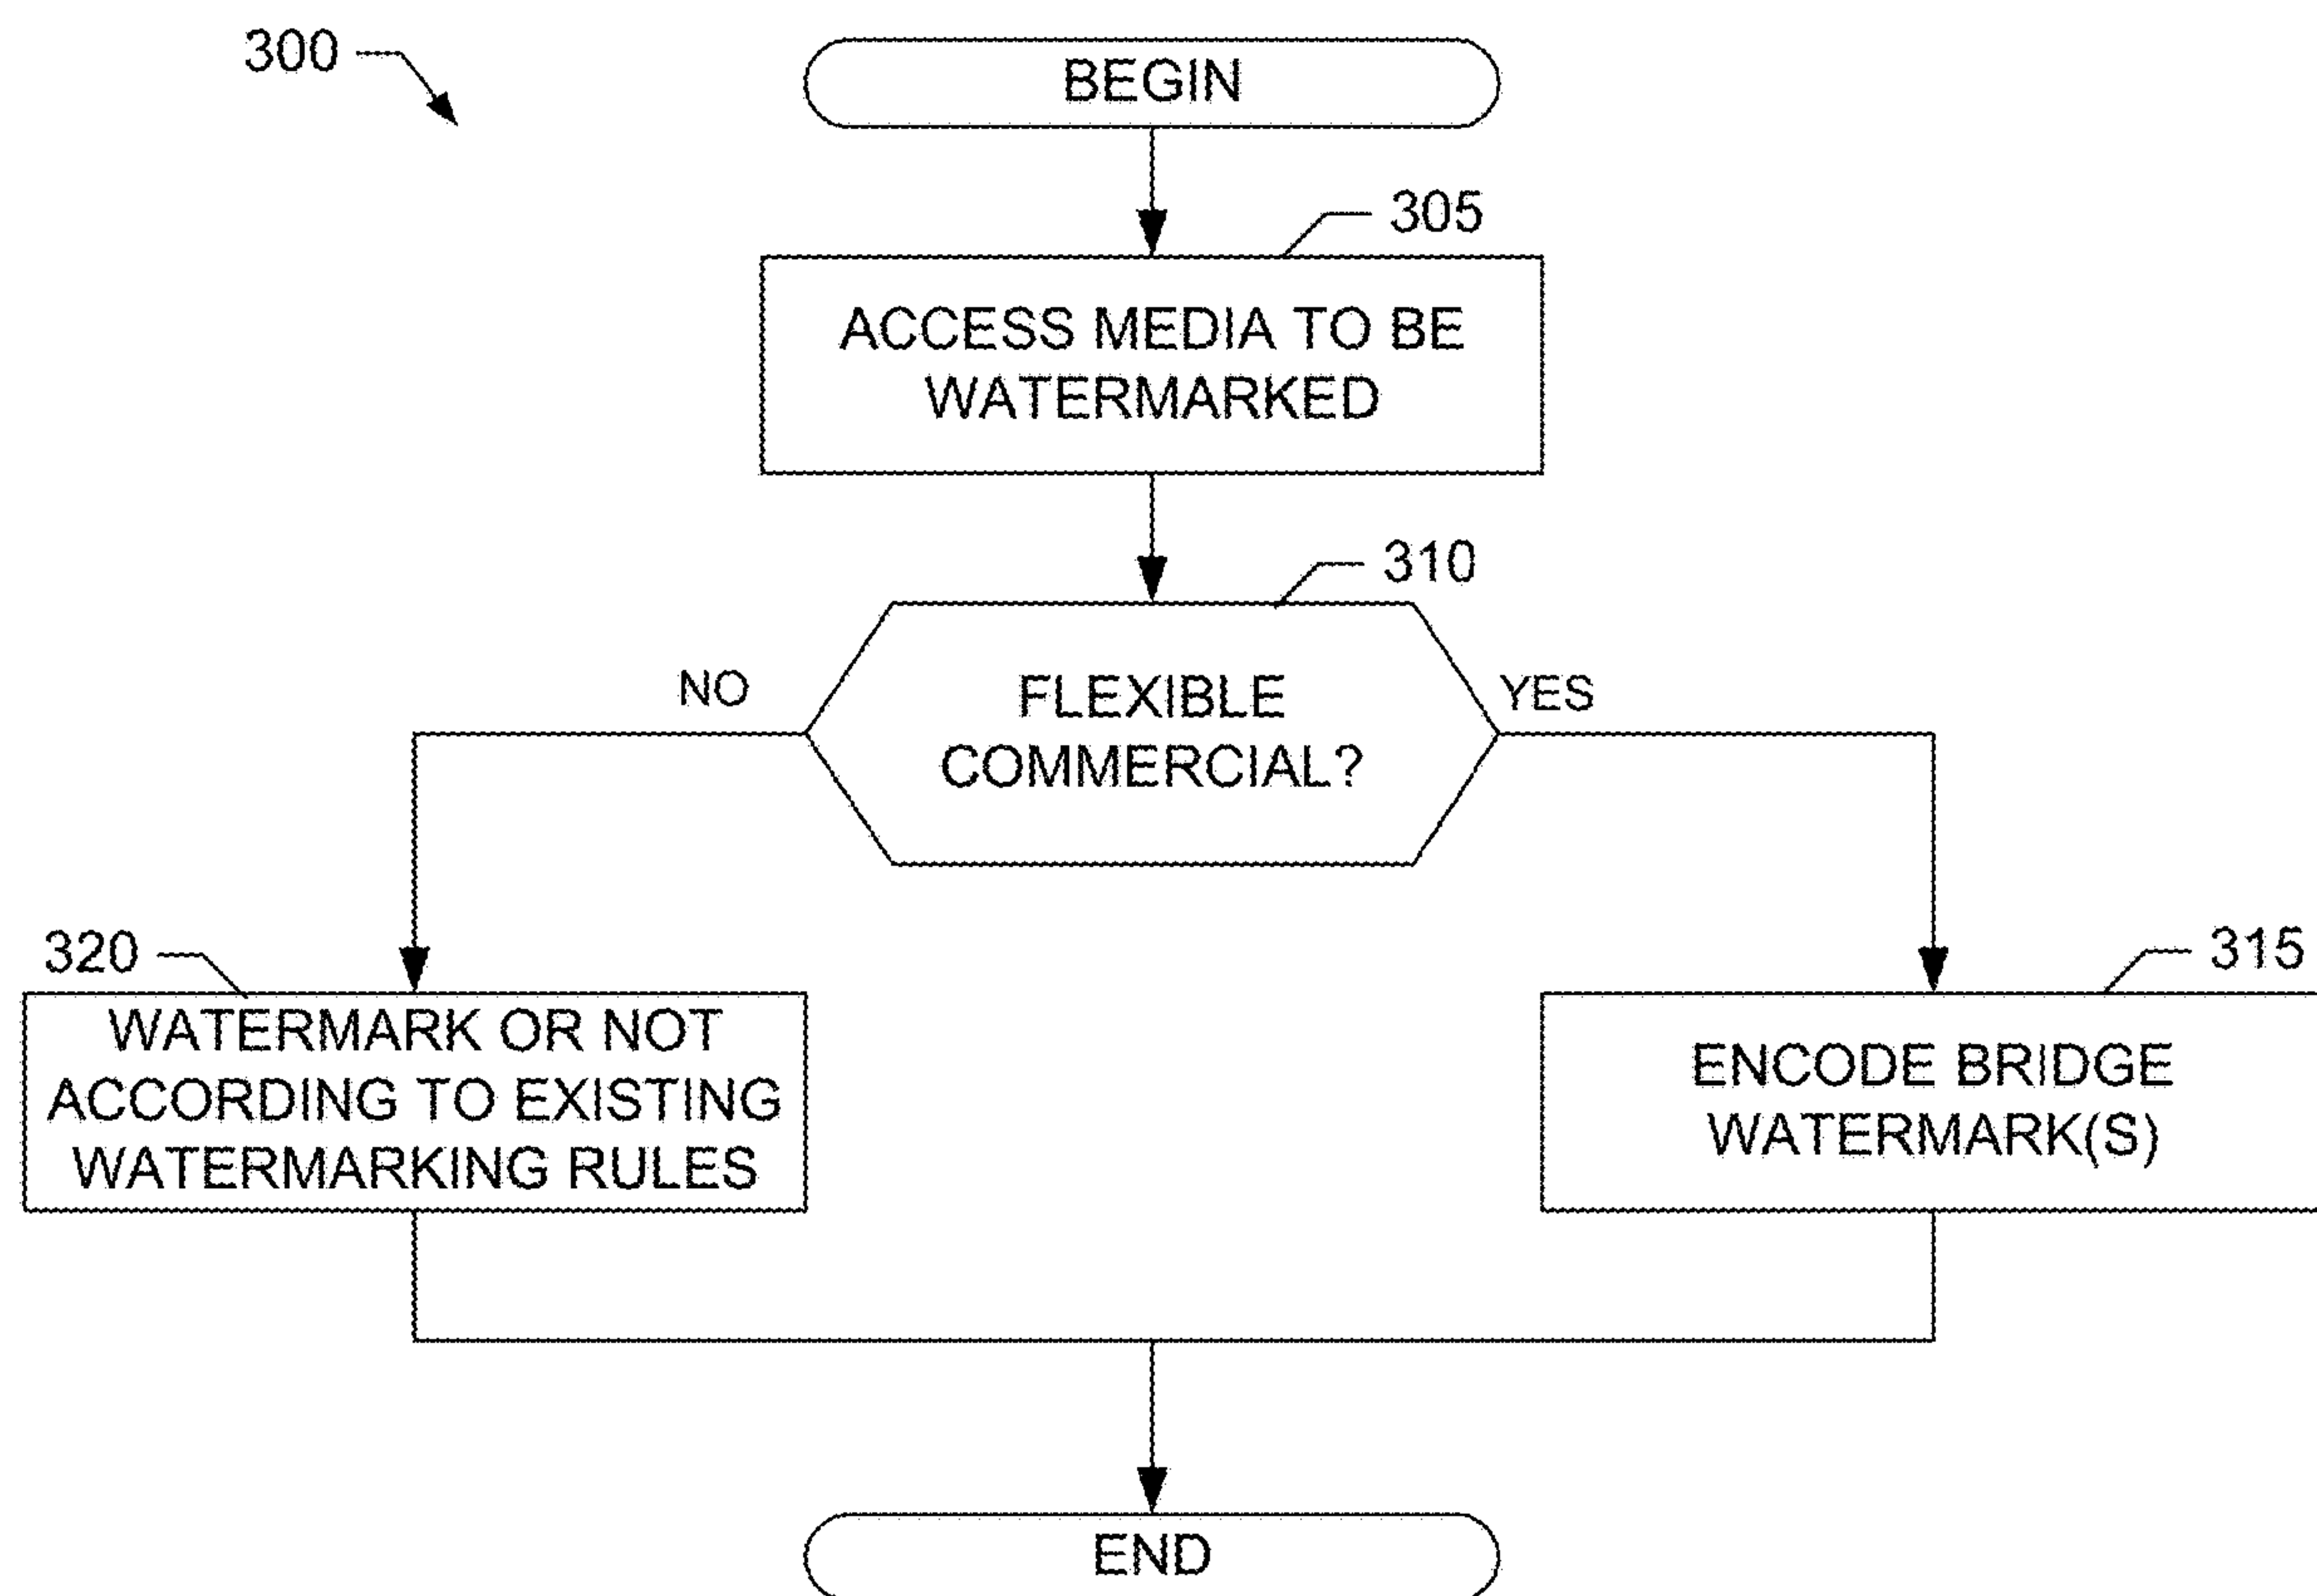 300
BEGIN
305
ACCESS MEDIA TO BE
WATERMARKED
310
NO
FLEXIBLE
COMMERCIAL?
YES
320
WATERMARK OR NOT
ACCORDING TO EXISTING
WATERMARKING RULES
315
ENCODE BRIDGE
WATERMARK(S)
END